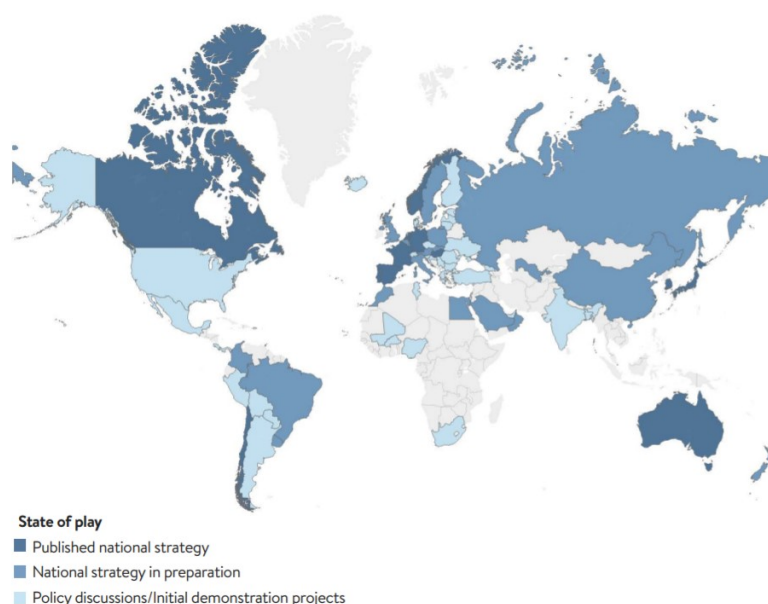 State of play
Published national strategy
National strategy in preparation
Policy discussions/Initial demonstration projects